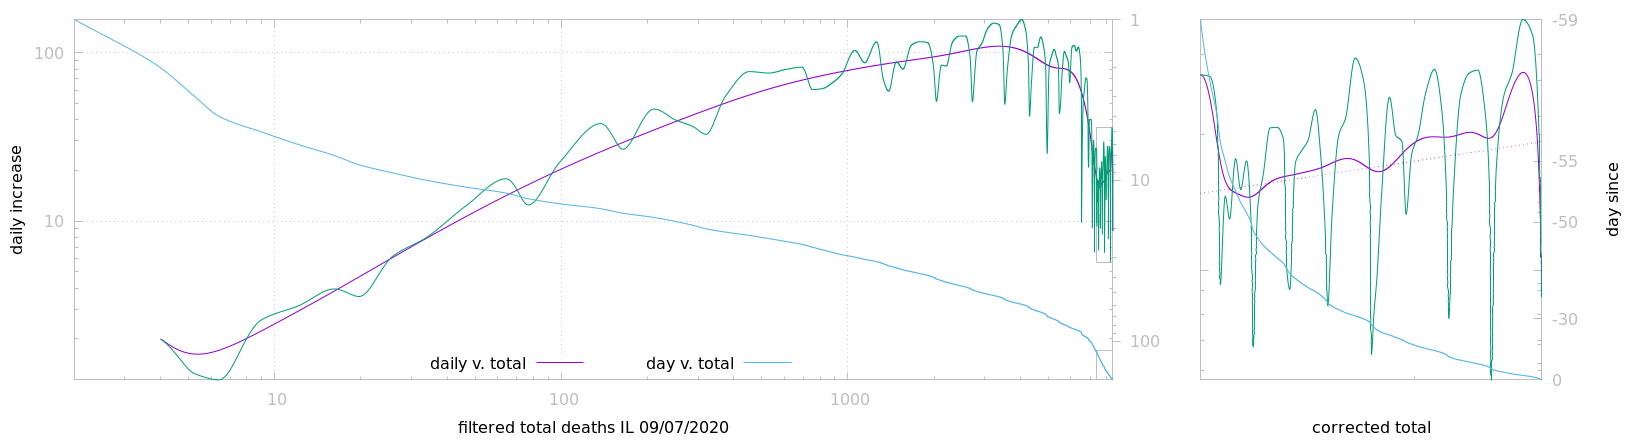 daily increase
100
10
10
100
1000
1
10
100
daily v. total
day v. total
filtered total deaths IL 09/07/2020
-59
-55
-50
-30
0
day since
corrected total